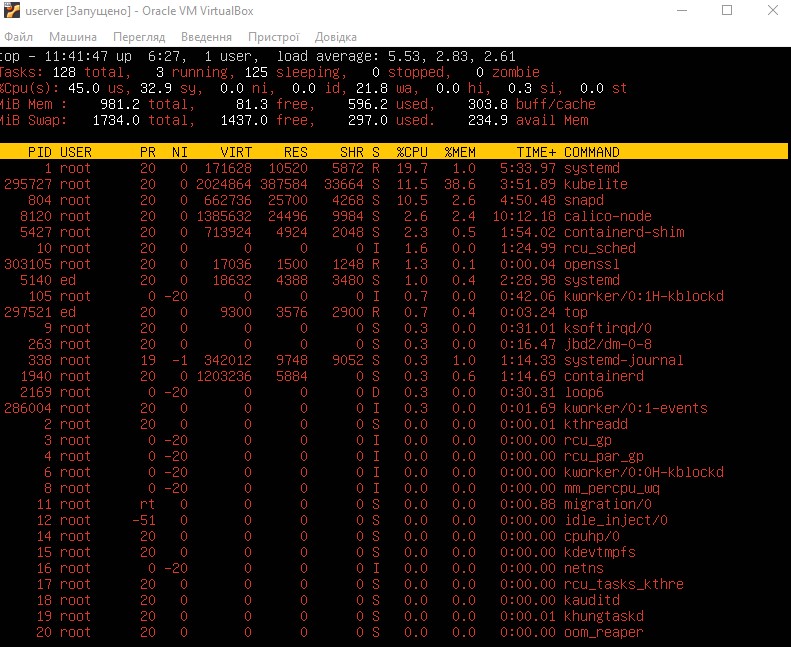 userver [Запущено] - Oracle VM VirtualBox
Файл Машина Перегляд Введення Пристрої Довідка
top - 11:41:47 up 6:27, 1 user, load average: 5.53, 2.83, 2.61
Tasks: 128 total, 3 running, 125 sleeping, 0 stopped, 0 zombie
%Cpu(s): 45.0 us, 32.9 sy, 0.0 ni, 0.0 id, 21.8 wa, 0.0 hi, 0.3 si, 0.0 st
MiB Mem : 981.2 total, 81.3 free, 596.2 used, 303.8 buff/cache
MiB Swap: 1734.0 total, 1437.0 free, 297.0 used. 234.9 avail Mem
PID USER PR NI VIRT RES SHR S %CPU %MEM TIME+ COMMAND
1 root 20 0 171628 10520 5872 R 19.7 1.0 5:33.97 systemd
295727 root 20 0 2024864 387584 33664 S 11.5 38.6 3:51.89 kubelite
804 root 20 0 662736 25700 4268 S 10.5 2.6 4:50.48 snapd
8120 root 20 0 1385632 24496 9984 S 2.6 2.4 10:12.18 calico-node
5427 root 20 0 713924 4924 2048 S 2.3 0.5 1:54.02 containerd-shim
10 root 20 0 0 0 0 I 1.6 0.0 1:24.99 rcu_sched
303105 root 20 0 17036 1500 1248 R 1.3 0.1 0:00.04 openssl
5140 ed 20 0 18632 4388 3480 S 1.0 0.4 2:28.98 systemd
105 root 0 -20 0 0 0 I 0.7 0.0 0:42.06 kworker/0:1H-kblockd
297521 ed 20 0 9300 3576 2900 R 0.7 0.4 0:03.24 top
9 root 20 0 0 0 0 S 0.3 0.0 0:31.01 ksoftirqd/0
263 root 20 0 0 0 0 S 0.3 0.0 0:16.47 jbd2/dm-0-8
338 root 19 -1 342012 9748 9052 S 0.3 1.0 1:14.33 systemd-journal
1940 root 20 0 1203236 5884 0 S 0.3 0.6 1:14.69 containerd
2169 root 0 -20 0 0 0 D 0.3 0.0 0:30.31 loop6
286004 root 20 0 0 0 0 I 0.3 0.0 0:01.69 kworker/0:1-events
2 root 20 0 0 0 0 S 0.0 0.0 0:00.01 kthreadd
3 root 0 -20 0 0 0 I 0.0 0.0 0:00.00 rcu_gp
4 root 0 -20 0 0 0 I 0.0 0.0 0:00.00 rcu_par_gp
6 root 0 -20 0 0 0 I 0.0 0.0 0:00.00 kworker/0:0H-kblockd
8 root 0 -20 0 0 0 I 0.0 0.0 0:00.00 mm_percpu_wq
11 root rt 0 0 0 0 S 0.0 0.0 0:00.88 migration/0
12 root -51 0 0 0 0 S 0.0 0.0 0:00.00 idle_inject/0
14 root 20 0 0 0 0 S 0.0 0.0 0:00.00 cpuhp/0
15 root 20 0 0 0 0 S 0.0 0.0 0:00.00 kdevtmpfs
16 root 0 -20 0 0 0 I 0.0 0.0 0:00.00 netns
17 root 20 0 0 0 0 S 0.0 0.0 0:00.00 rcu_tasks_kthre
18 root 20 0 0 0 0 S 0.0 0.0 0:00.00 kauditd
19 root 20 0 0 0 0 S 0.0 0.0 0:00.01 khungtaskd
20 root 20 0 0 0 0 S 0.0 0.0 0:00.00 oom_reaper